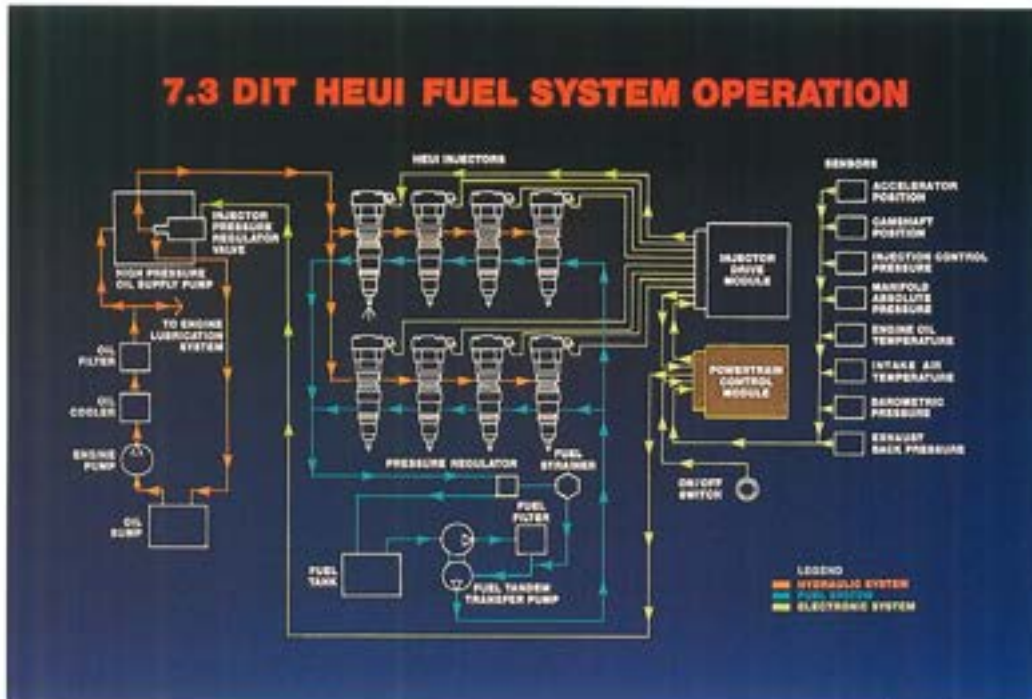 7.3 DIT HEUI FUEL SYSTEM OPERATION
HEUI INJECTORS
SENSORS
INJECTOR
PRESSURE
REGULATOR
VALVE
HIGH PRESSURE
OIL SUPPLY PUMP
TO ENGINE
LUBRICATION
SYSTEM
OIL
FILTER
OIL
COOLER
ENGINE
PUMP
OIL
SUMP
INJECTOR
DRIVE
MODULE
POWERTRAIN
CONTROL
MODULE
ACCELERATOR
POSITION
CAMSHAFT
POSITION
INJECTION CONTROL
PRESSURE
MANIFOLD
ABSOLUTE
PRESSURE
ENGINE OIL
TEMPERATURE
INTAKE AIR
TEMPERATURE
BAROMETRIC
PRESSURE
EXHAUST
BACK PRESSURE
ON/OFF
SWITCH
PRESSURE REGULATOR
FUEL
STRAINER
FUEL
FILTER
FUEL
TANK
FUEL TANDEM
TRANSFER PUMP
LEGEND
HYDRAULIC SYSTEM
FUEL SYSTEM
ELECTRONIC SYSTEM